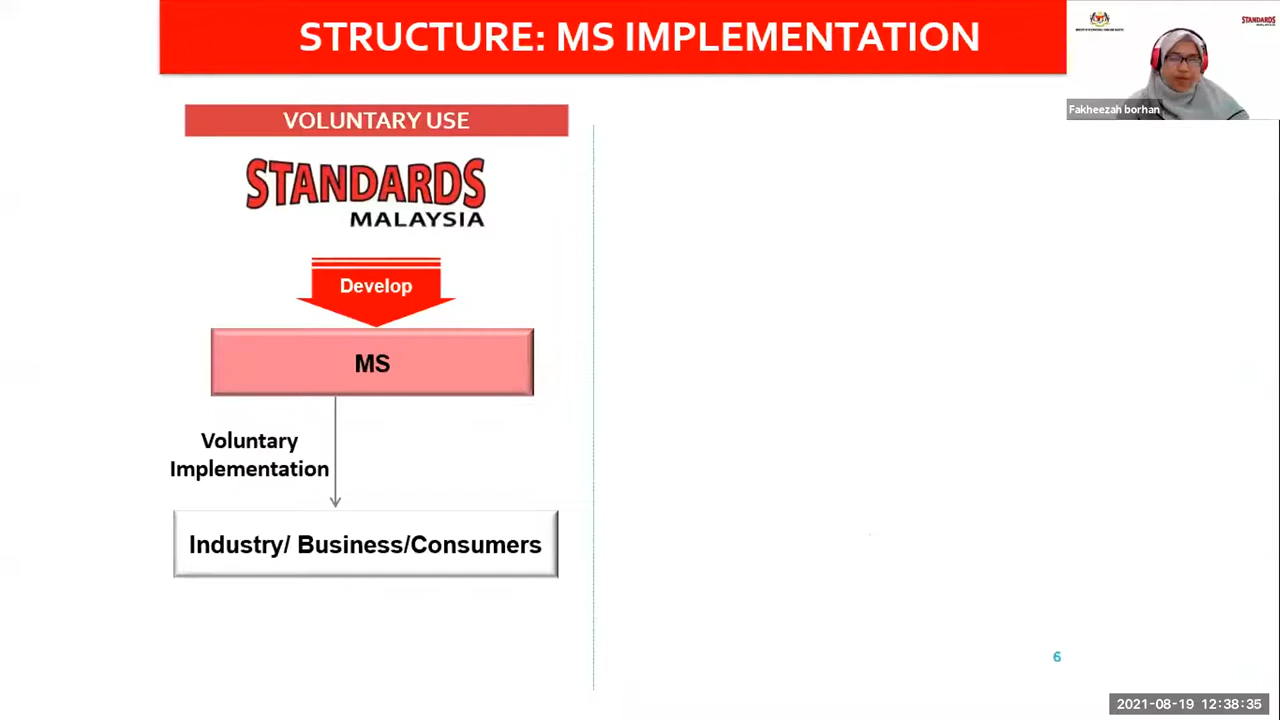 STRUCTURE: MS IMPLEMENTATION
STANDARDS
Fakheezah borhan
VOLUNTARY USE
STANDARDS
MALAYSIA
Develop
MS
Voluntary
Implementation
Industry/ Business/Consumers
6
2021-08-19 12:38:35